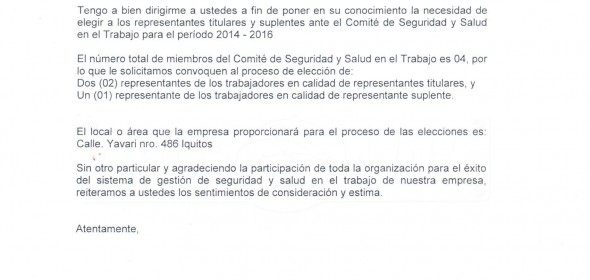 Tengo a bien dirigirme a ustedes a fin de poner en su conocimiento la necesidad de
elegir a los representantes titulares y suplentes ante el Comité de Seguridad y Salud
en el Trabajo para el período 2014 - 2016
El número total de miembros del Comité de Seguridad y Salud en el Trabajo es 04, por
lo que le solicitamos convoquen al proceso de elección de:
Dos (02) representantes de los trabajadores en calidad de representantes titulares, y
Un (01) representante de los trabajadores en calidad de representante suplente.
El local o área que la empresa proporcionará para el proceso de las elecciones es:
Calle. Yavari nro. 486 Iquitos
Sin otro particular y agradeciendo la participación de toda la organización para el éxito
del sistema de gestión de seguridad y salud en el trabajo de nuestra empresa,
reiteramos a ustedes los sentimientos de consideración y estima.
Atentamente,